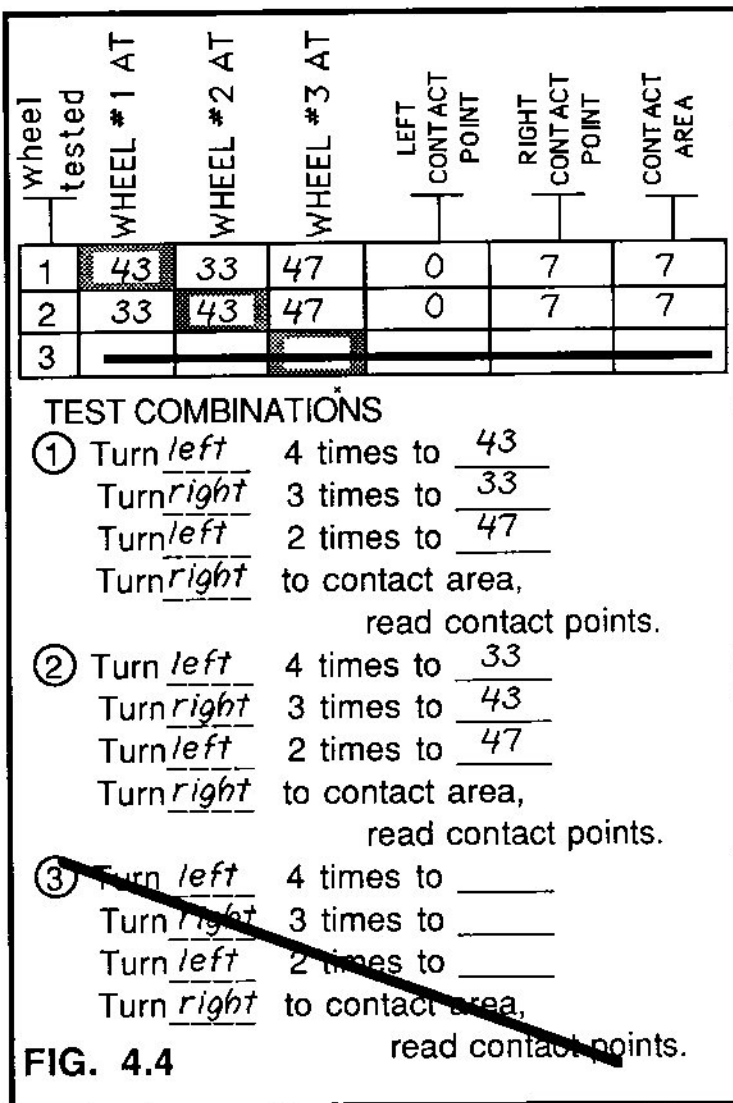 wheel tested
WHEEL #1 AT
WHEEL #2 AT
WHEEL #3 AT
LEFT CONTACT POINT
RIGHT CONTACT POINT
CONTACT AREA
1 43 33 47 0 7 7
2 33 43 47 0 7 7
3
TEST COMBINATIONS
① Turn left 4 times to 43
Turn right 3 times to 33
Turn left 2 times to 47
Turn right to contact area,
read contact points.
② Turn left 4 times to 33
Turn right 3 times to 43
Turn left 2 times to 47
Turn right to contact area,
read contact points.
③ Turn left 4 times to
Turn right 3 times to
Turn left 2 times to
Turn right to contact area,
read contact points.
FIG. 4.4